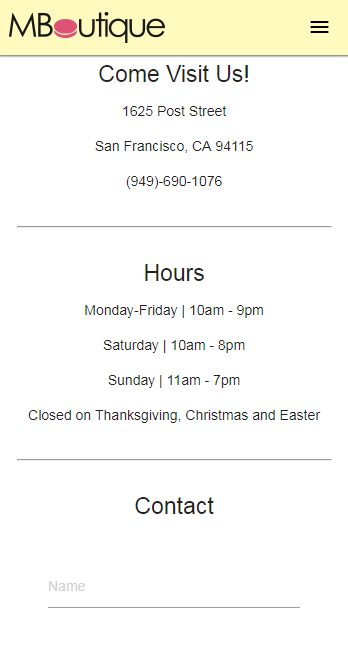 MBoutique
Come Visit Us!
1625 Post Street
San Francisco, CA 94115
(949)-690-1076
Hours
Monday-Friday | 10am - 9pm
Saturday | 10am - 8pm
Sunday | 11am - 7pm
Closed on Thanksgiving, Christmas and Easter
Contact
Name